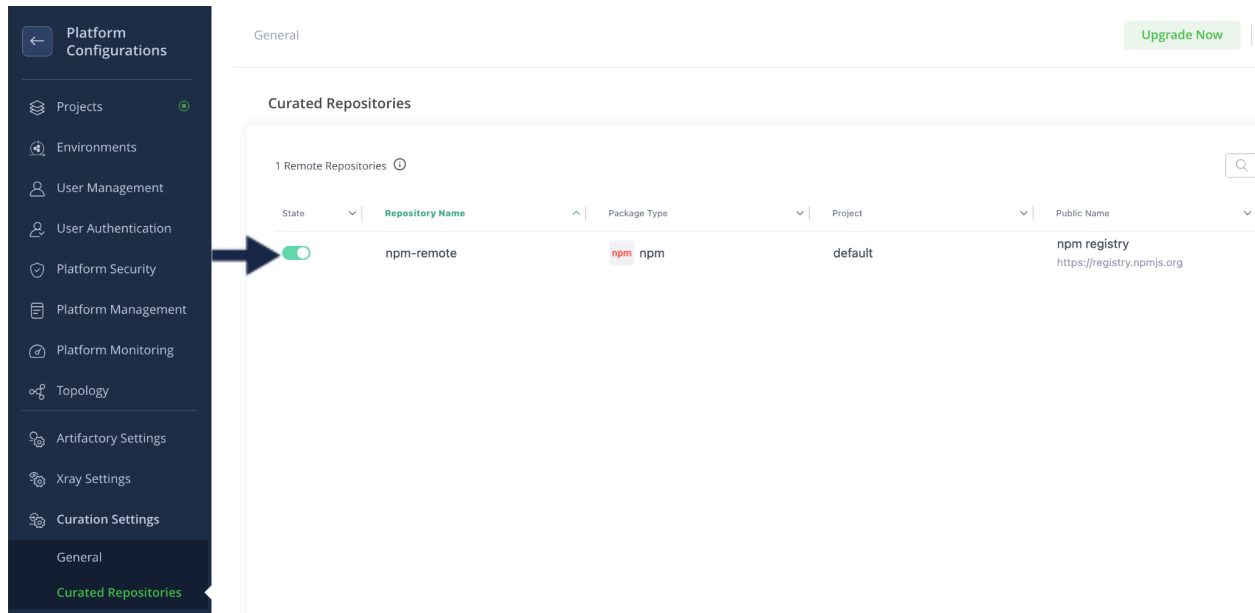 Platform
Configurations
Projects
Environments
User Management
User Authentication
Platform Security
Platform Management
Platform Monitoring
Topology
Artifactory Settings
Xray Settings
Curation Settings
General
Curated Repositories
General
Upgrade Now
Curated Repositories
1 Remote Repositories
State Repository Name Package Type Project Public Name
npm-remote npm npm default npm registry
https://registry.npmjs.org